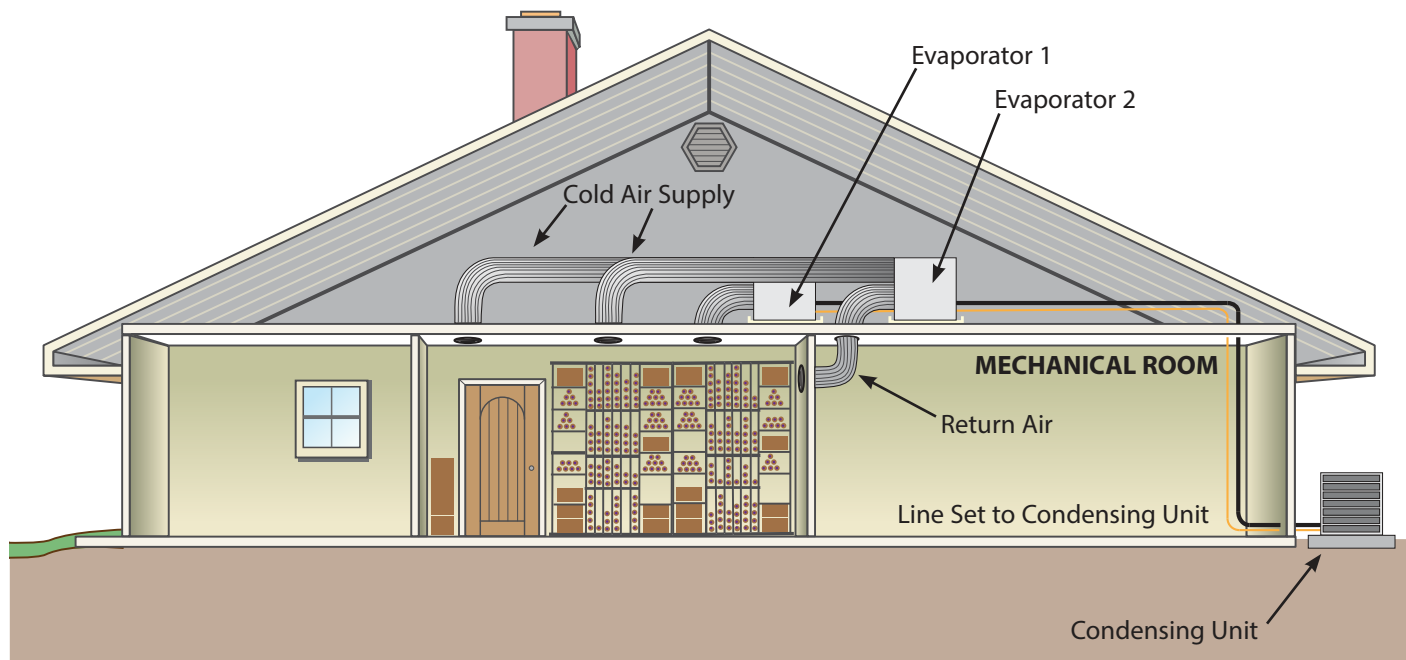 Evaporator 1
Evaporator 2
Cold Air Supply
MECHANICAL ROOM
Return Air
Line Set to Condensing Unit
Condensing Unit